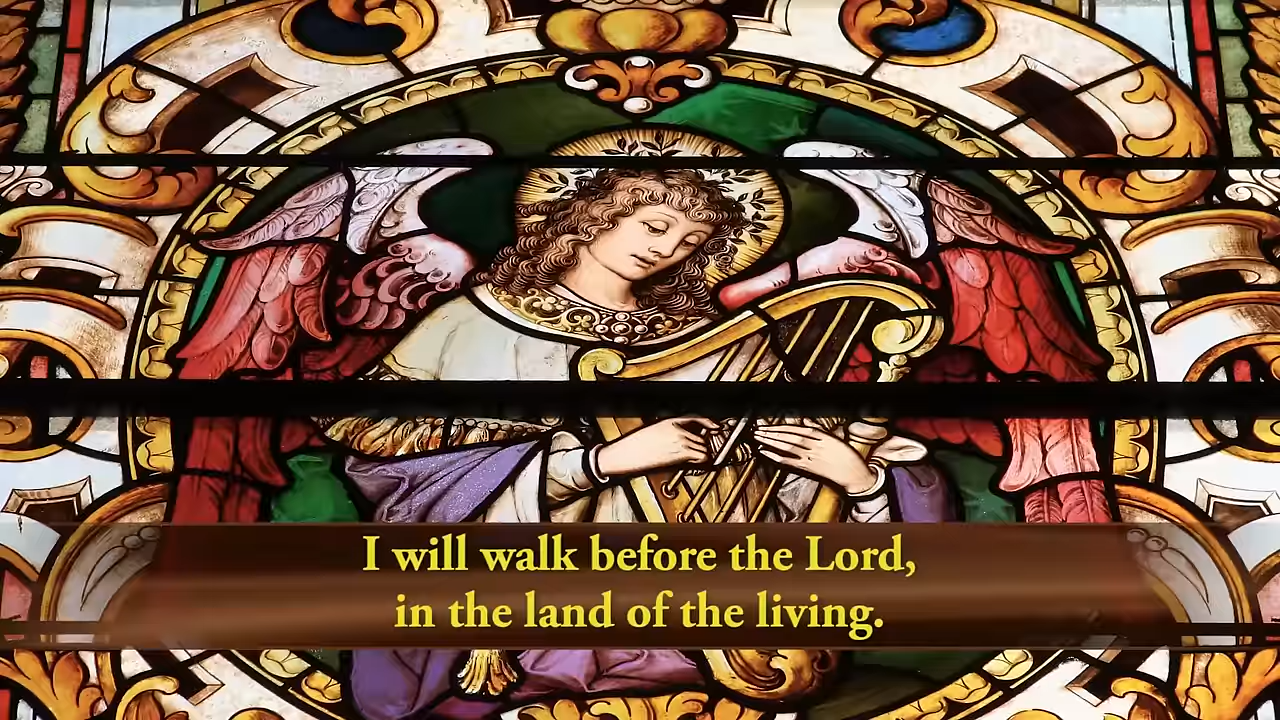 I will walk before the Lord,
in the land of the living.